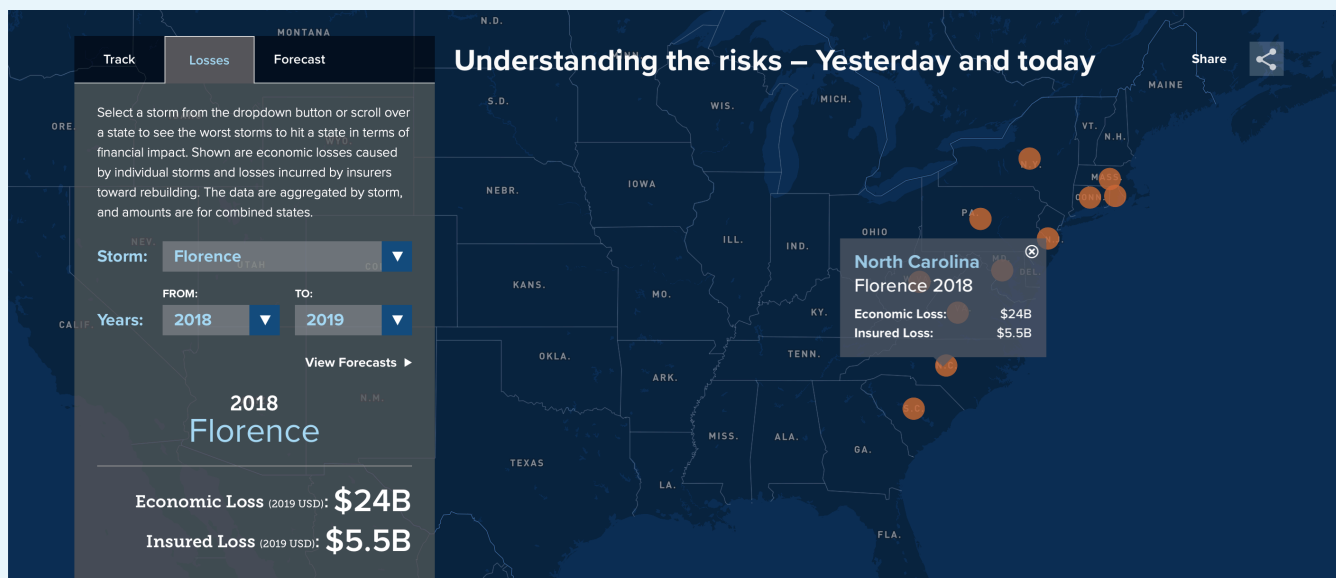 Track
Losses
Forecast
Understanding the risks – Yesterday and today
Share
Select a storm from the dropdown button or scroll over
a state to see the worst storms to hit a state in terms of
financial impact. Shown are economic losses caused
by individual storms and losses incurred by insurers
toward rebuilding. The data are aggregated by storm,
and amounts are for combined states.
Storm:
Florence
FROM:
TO:
Years:
2018
2019
View Forecasts
2018
Florence
Economic Loss (2019 USD): $24B
Insured Loss (2019 USD): $5.5B
North Carolina
Florence 2018
Economic Loss: $24B
Insured Loss: $5.5B
MONTANA
N.D.
S.D.
WIS.
MICH.
MAINE
VT.
N.H.
ORE.
WYO.
NEBR.
IOWA
N.Y.
MASS.
CONN.
PA.
N.J.
OHIO
ILL.
IND.
NEV.
UTAH
KANS.
MO.
KY.
MD.
DEL.
CALIF.
OKLA.
TENN.
ARK.
N.C.
N.M.
S.C.
MISS.
ALA.
GA.
TEXAS
LA.
FLA.